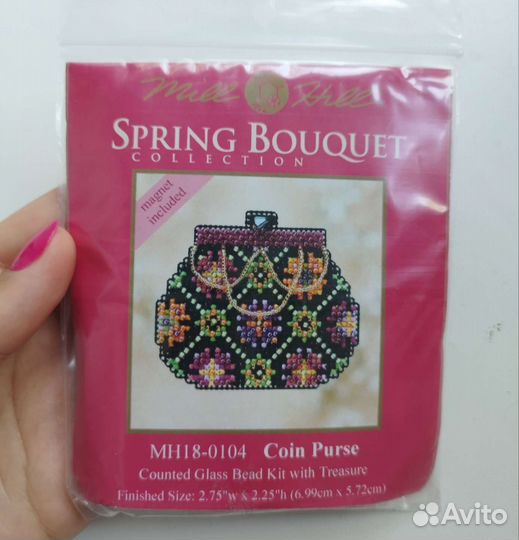 Mill Hill
SPRING BOUQUET
COLLECTION
magnet
included
MH18-0104 Coin Purse
Counted Glass Bead Kit with Treasure
Finished Size: 2.75"w x 2.25"h (6.99cm x 5.72cm)
Avito